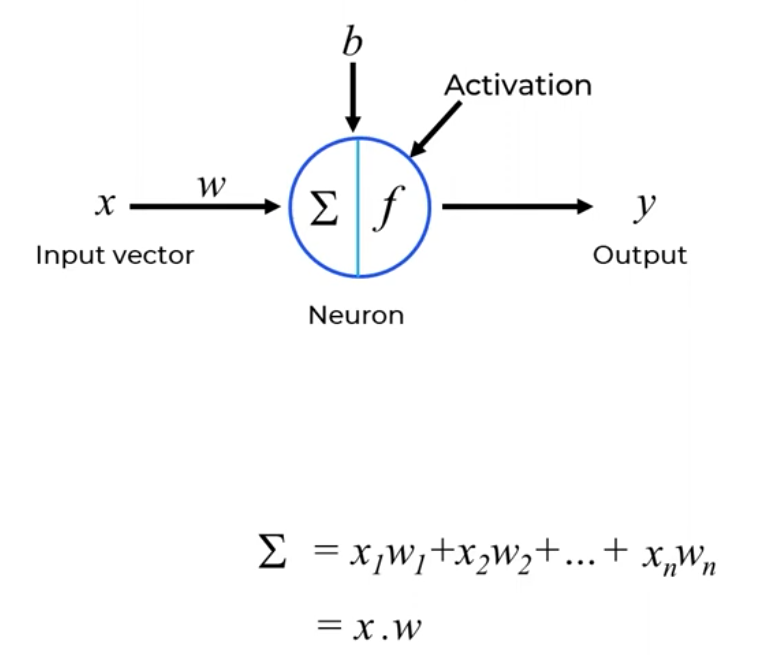 b
Activation
w
x
Σ f
y
Input vector
Output
Neuron
Σ = x₁w₁+x₂w₂+...+ xₙwₙ
= x.w